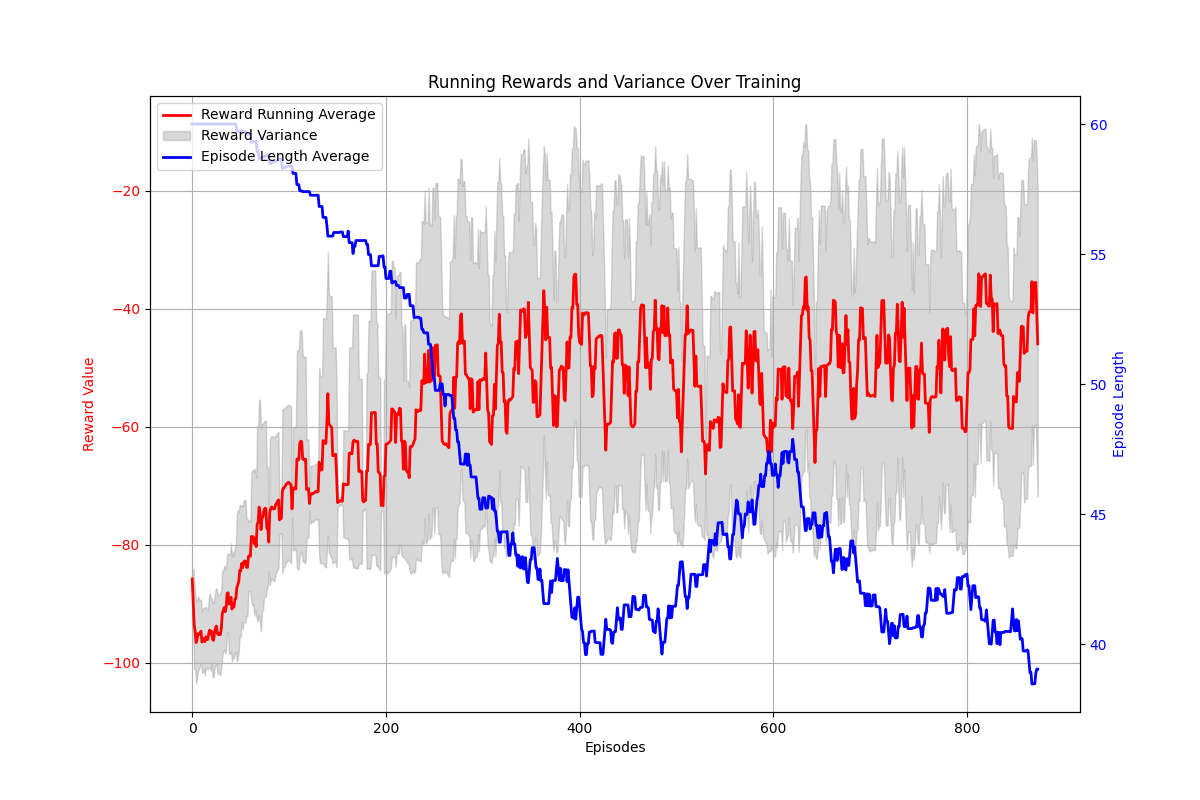 Running Rewards and Variance Over Training
Reward Running Average
Reward Variance
Episode Length Average
−20
−40
−60
−80
−100
Reward Value
60
55
50
45
40
Episode Length
0 200 400 600 800
Episodes